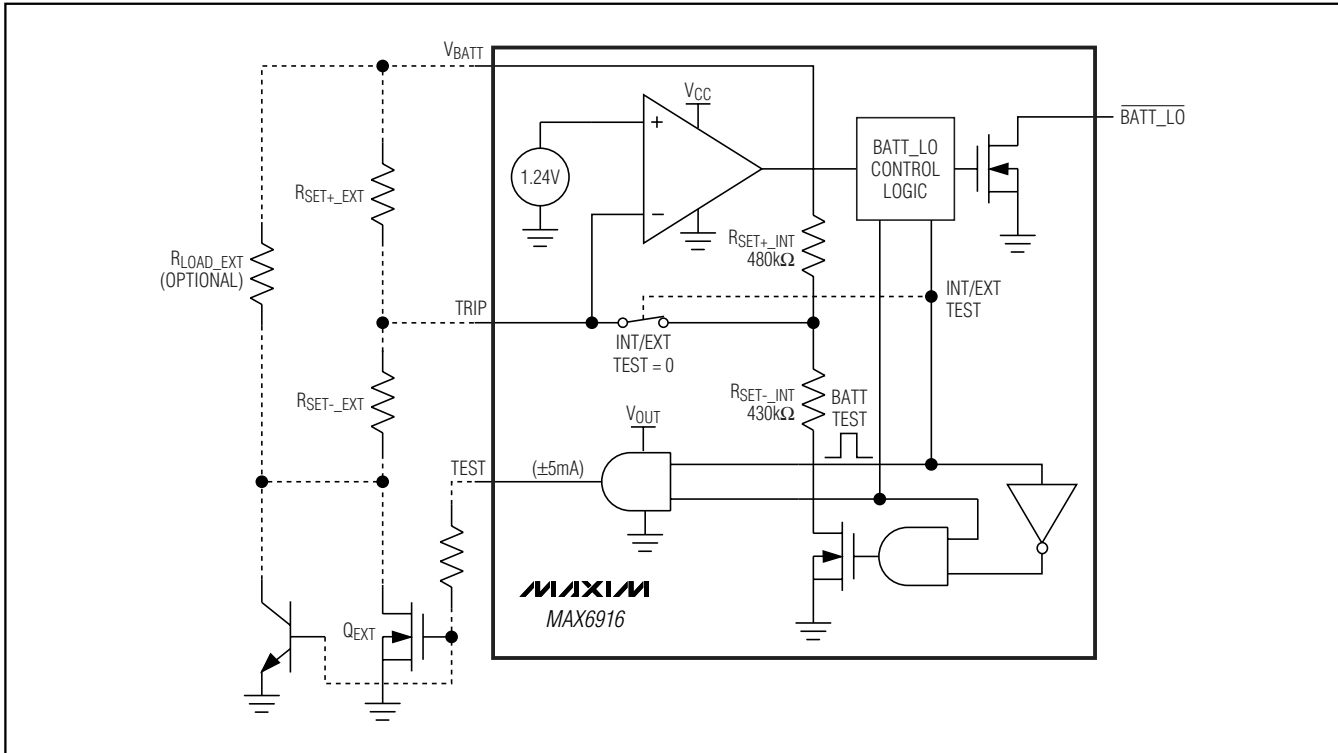 VBATT
VCC
BATT_LO
+
1.24V
−
BATT_LO
CONTROL
LOGIC
RSET+_EXT
RSET+_INT
480kΩ
RLOAD_EXT
(OPTIONAL)
TRIP
INT/EXT
TEST
INT/EXT
TEST = 0
RSET-_EXT
RSET-_INT
430kΩ
BATT
TEST
VOUT
TEST
(±5mA)
MAXIM
MAX6916
QEXT